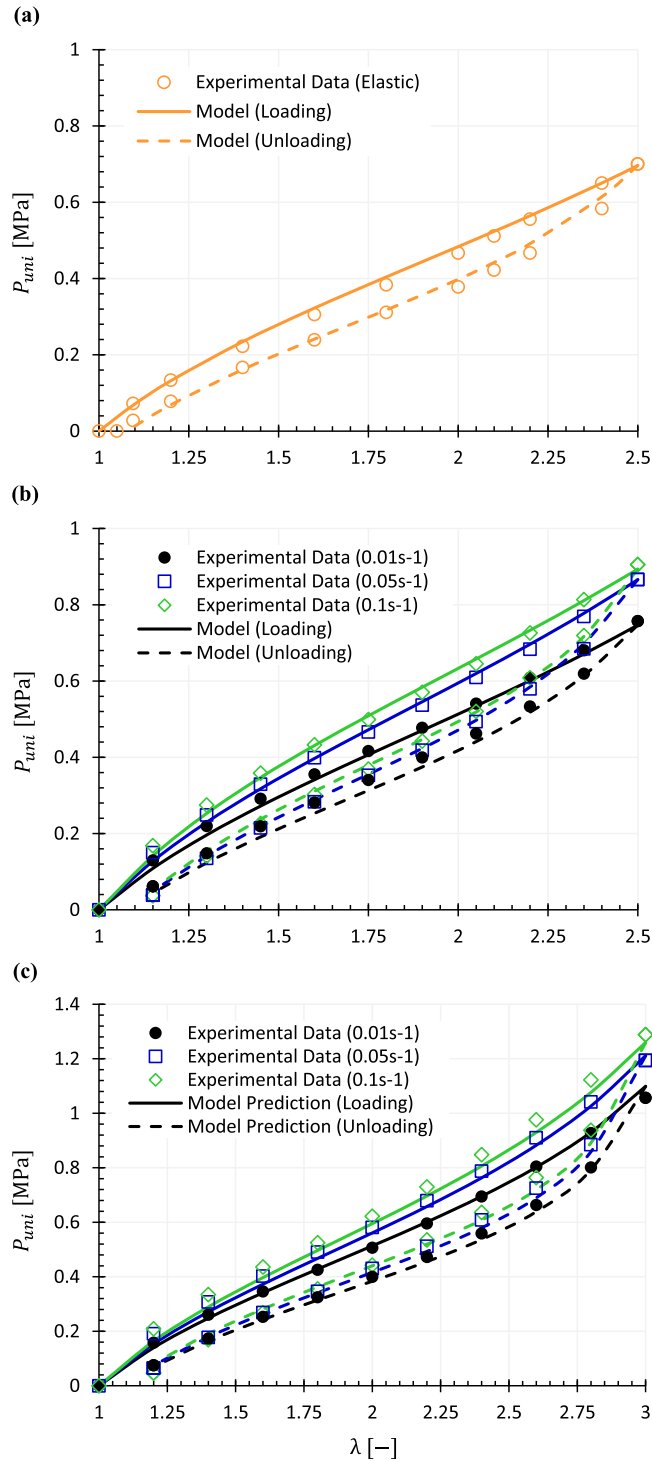 (a)
1
0.8
0.6
0.4
0.2
0
P_uni [MPa]
Experimental Data (Elastic)
Model (Loading)
Model (Unloading)
1 1.25 1.5 1.75 2 2.25 2.5
(b)
1
0.8
0.6
0.4
0.2
0
P_uni [MPa]
Experimental Data (0.01s-1)
Experimental Data (0.05s-1)
Experimental Data (0.1s-1)
Model (Loading)
Model (Unloading)
1 1.25 1.5 1.75 2 2.25 2.5
(c)
1.4
1.2
1
0.8
0.6
0.4
0.2
0
P_uni [MPa]
Experimental Data (0.01s-1)
Experimental Data (0.05s-1)
Experimental Data (0.1s-1)
Model Prediction (Loading)
Model Prediction (Unloading)
1 1.25 1.5 1.75 2 2.25 2.5 2.75 3
λ [−]